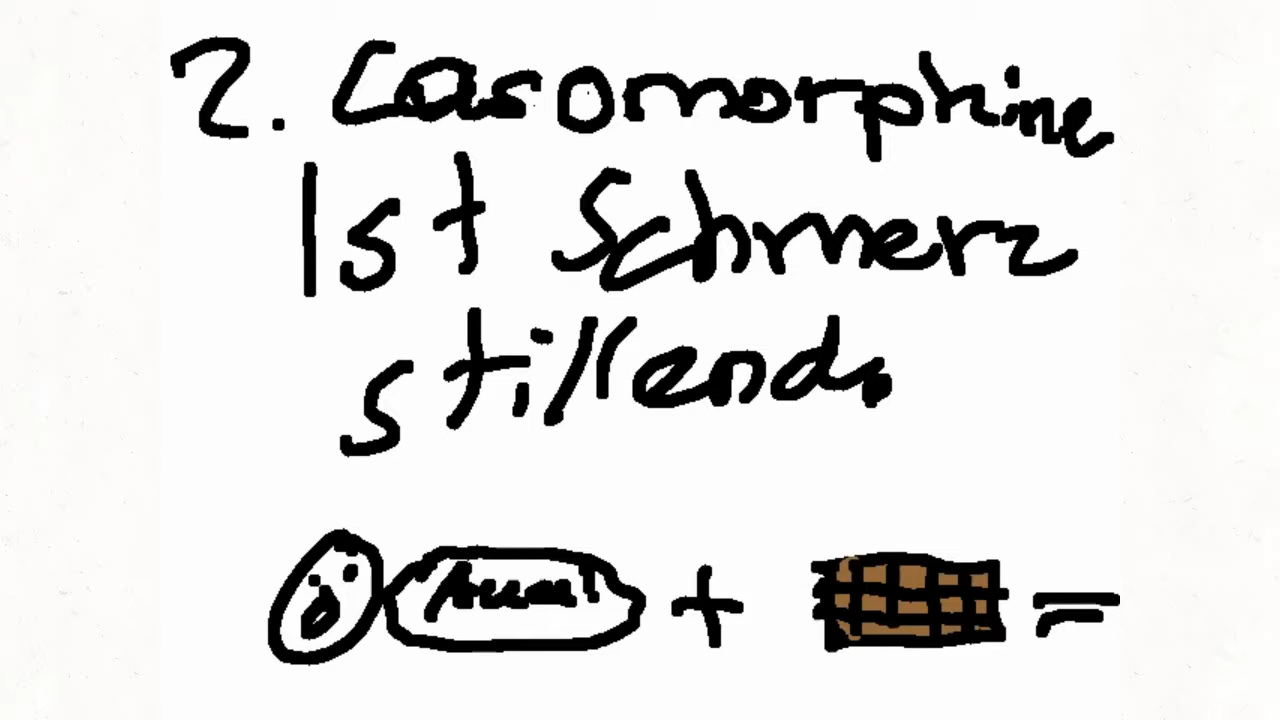 2. Casomorphine
Ist Schmerz
stillend.
+ =